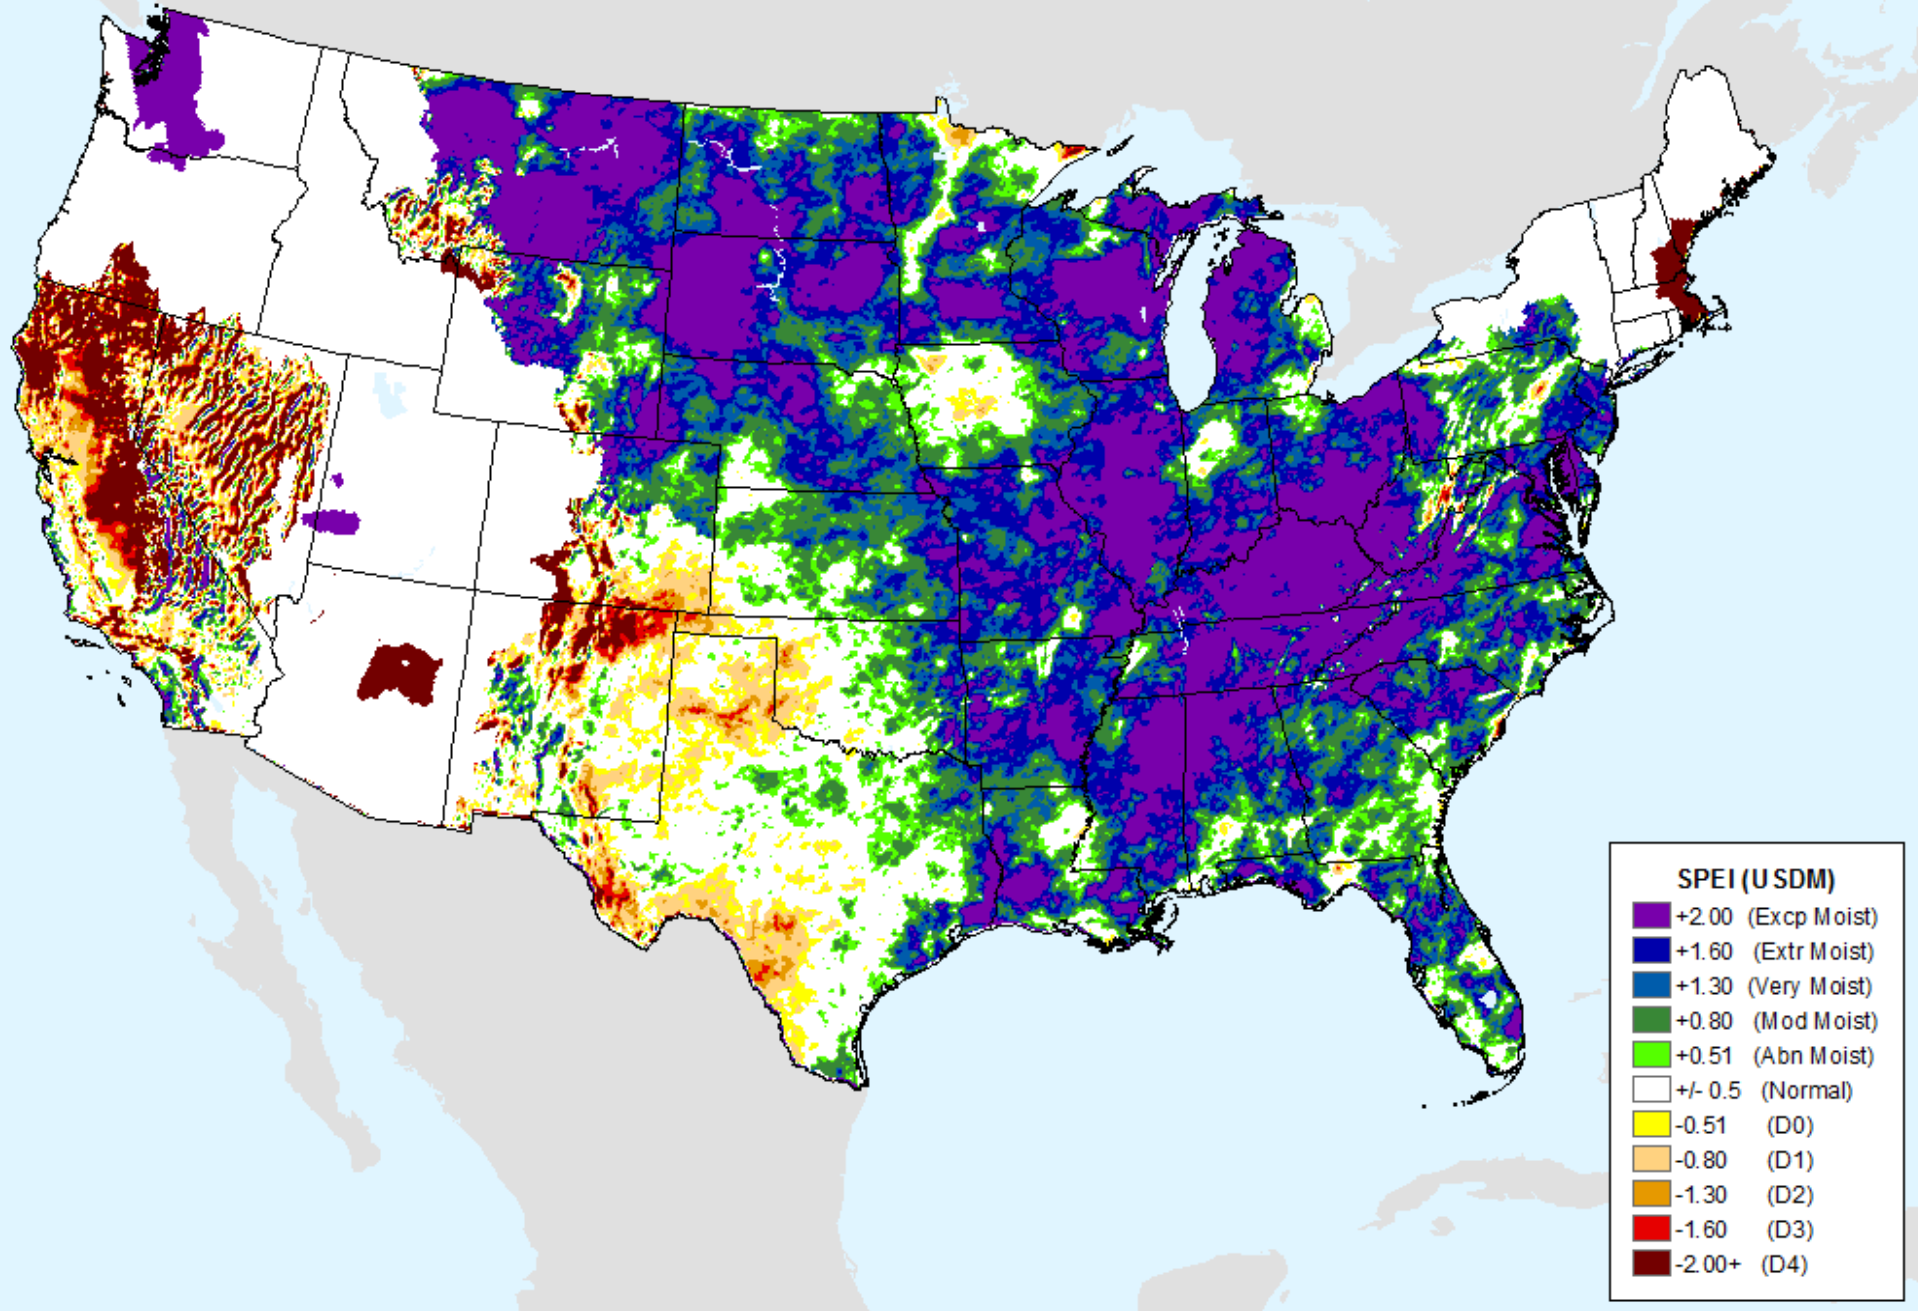 SPEI (USDM)
+2.00 (Excp Moist)
+1.60 (Extr Moist)
+1.30 (Very Moist)
+0.80 (Mod Moist)
+0.51 (Abn Moist)
+/- 0.5 (Normal)
-0.51 (D0)
-0.80 (D1)
-1.30 (D2)
-1.60 (D3)
-2.00+ (D4)